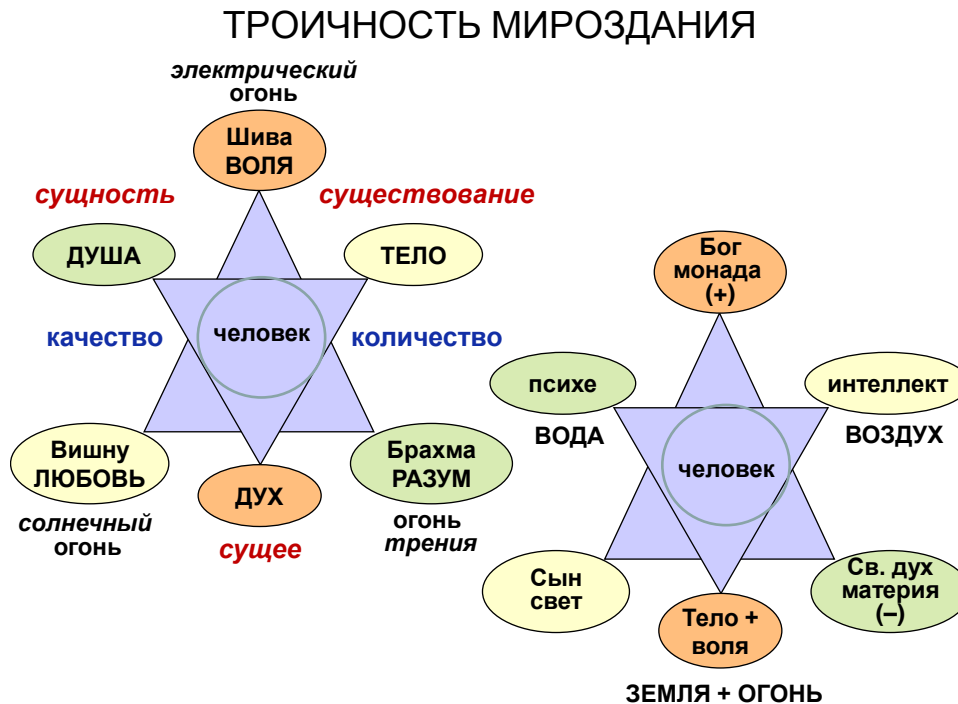 ТРОИЧНОСТЬ МИРОЗДАНИЯ
электрический
огонь
Шива
ВОЛЯ
сущность
существование
ДУША
ТЕЛО
качество
человек
количество
Вишну
ЛЮБОВЬ
Брахма
РАЗУМ
ДУХ
солнечный
огонь
сущее
огонь
трения
Бог
монада
(+)
психе
интеллект
ВОДА
ВОЗДУХ
человек
Сын
свет
Св. дух
материя
(–)
Тело +
воля
ЗЕМЛЯ + ОГОНЬ